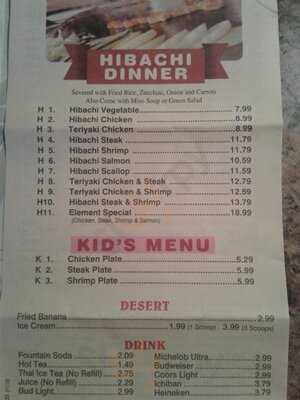 HIBACHI
DINNER
Severed with Fried Rice, Zucchini, Onion and Carrots
Also Come with Miso Soup or Green Salad
H 1. Hibachi Vegetable 7.99
H 2. Hibachi Chicken 8.99
H 3. Teriyaki Chicken 8.99
H 4. Hibachi Steak 11.79
H 5. Hibachi Shrimp 11.79
H 6. Hibachi Salmon 10.59
H 7. Hibachi Scallop 11.59
H 8. Teriyaki Chicken & Steak 12.79
H 9. Teriyaki Chicken & Shrimp 12.59
H10. Hibachi Steak & Shrimp 13.79
H11. Element Special 18.99
(Chicken, Steak, Shrimp & Salmon)
KID'S MENU
K 1. Chicken Plate 5.29
K 2. Steak Plate 5.99
K 3. Shrimp Plate 5.99
DESERT
Fried Banana 2.99
Ice Cream 1.99 (1 Scoop) 3.99 (3 Scoops)
DRINK
Fountain Soda 2.09
Hot Tea 1.49
Thai Ice Tea (No Refill) 2.75
Juice (No Refill) 2.29
Bud Light 2.99
Michelob Ultra 2.99
Budweiser 2.99
Coors Light 2.99
Ichiban 3.79
Heineken 3.79